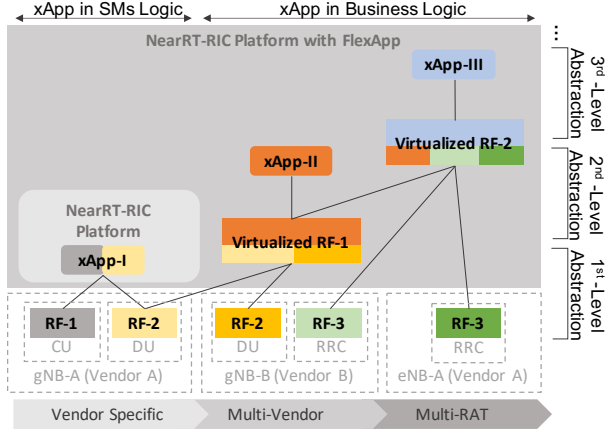 xApp in SMs Logic
xApp in Business Logic
NearRT-RIC Platform with FlexApp
...
3rd -Level
Abstraction
xApp-III
Virtualized RF-2
2nd -Level
Abstraction
xApp-II
NearRT-RIC
Platform
Virtualized RF-1
xApp-I
1st-Level
Abstraction
RF-1
RF-2
RF-2
RF-3
RF-3
CU
DU
DU
RRC
RRC
gNB-A (Vendor A)
gNB-B (Vendor B)
eNB-A (Vendor A)
Vendor Specific
Multi-Vendor
Multi-RAT